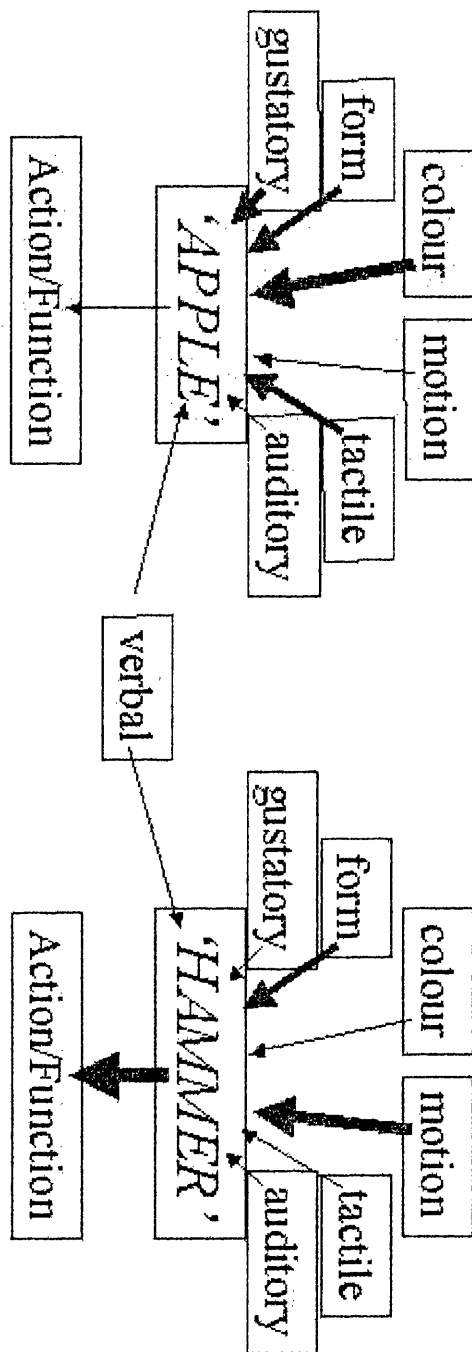 colour
motion
form
tactile
gustatory
auditory
'APPLE'
Action/Function
verbal
colour
motion
form
tactile
gustatory
auditory
'HAMMER'
Action/Function